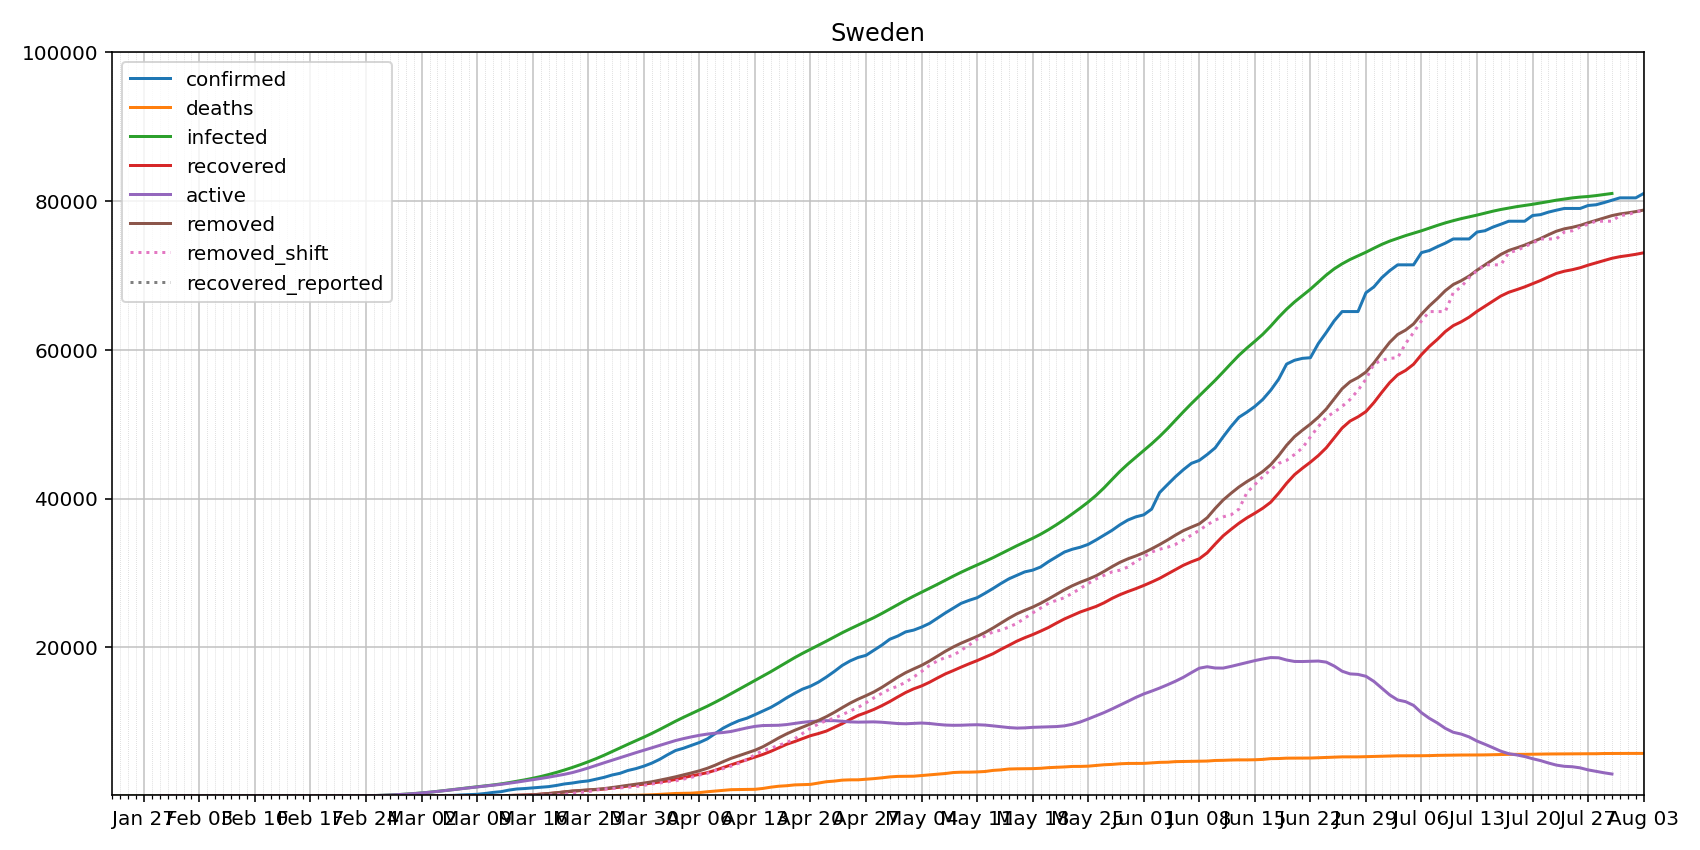 Sweden
100000
80000
60000
40000
20000
confirmed
deaths
infected
recovered
active
removed
removed_shift
recovered_reported
Jan 27 Feb 03 Feb 10 Feb 17 Feb 24 Mar 02 Mar 09 Mar 16 Mar 23 Mar 30 Apr 06 Apr 13 Apr 20 Apr 27 May 04 May 11 May 18 May 25 Jun 01 Jun 08 Jun 15 Jun 22 Jun 29 Jul 06 Jul 13 Jul 20 Jul 27 Aug 03